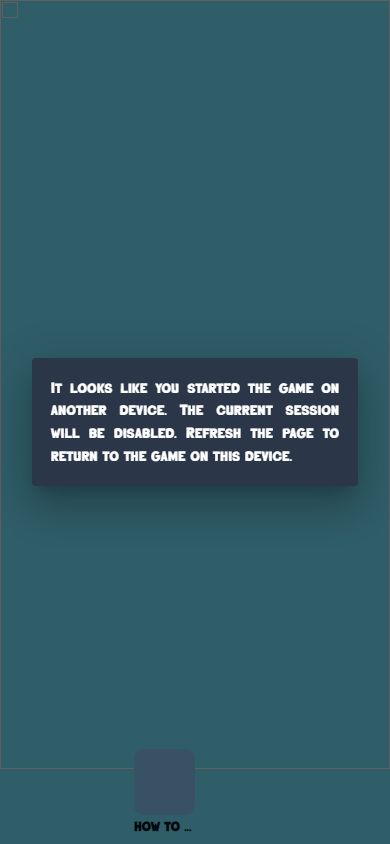 It looks like you started the game on
another device. The current session
will be disabled. Refresh the page to
return to the game on this device.
HOW TO ...